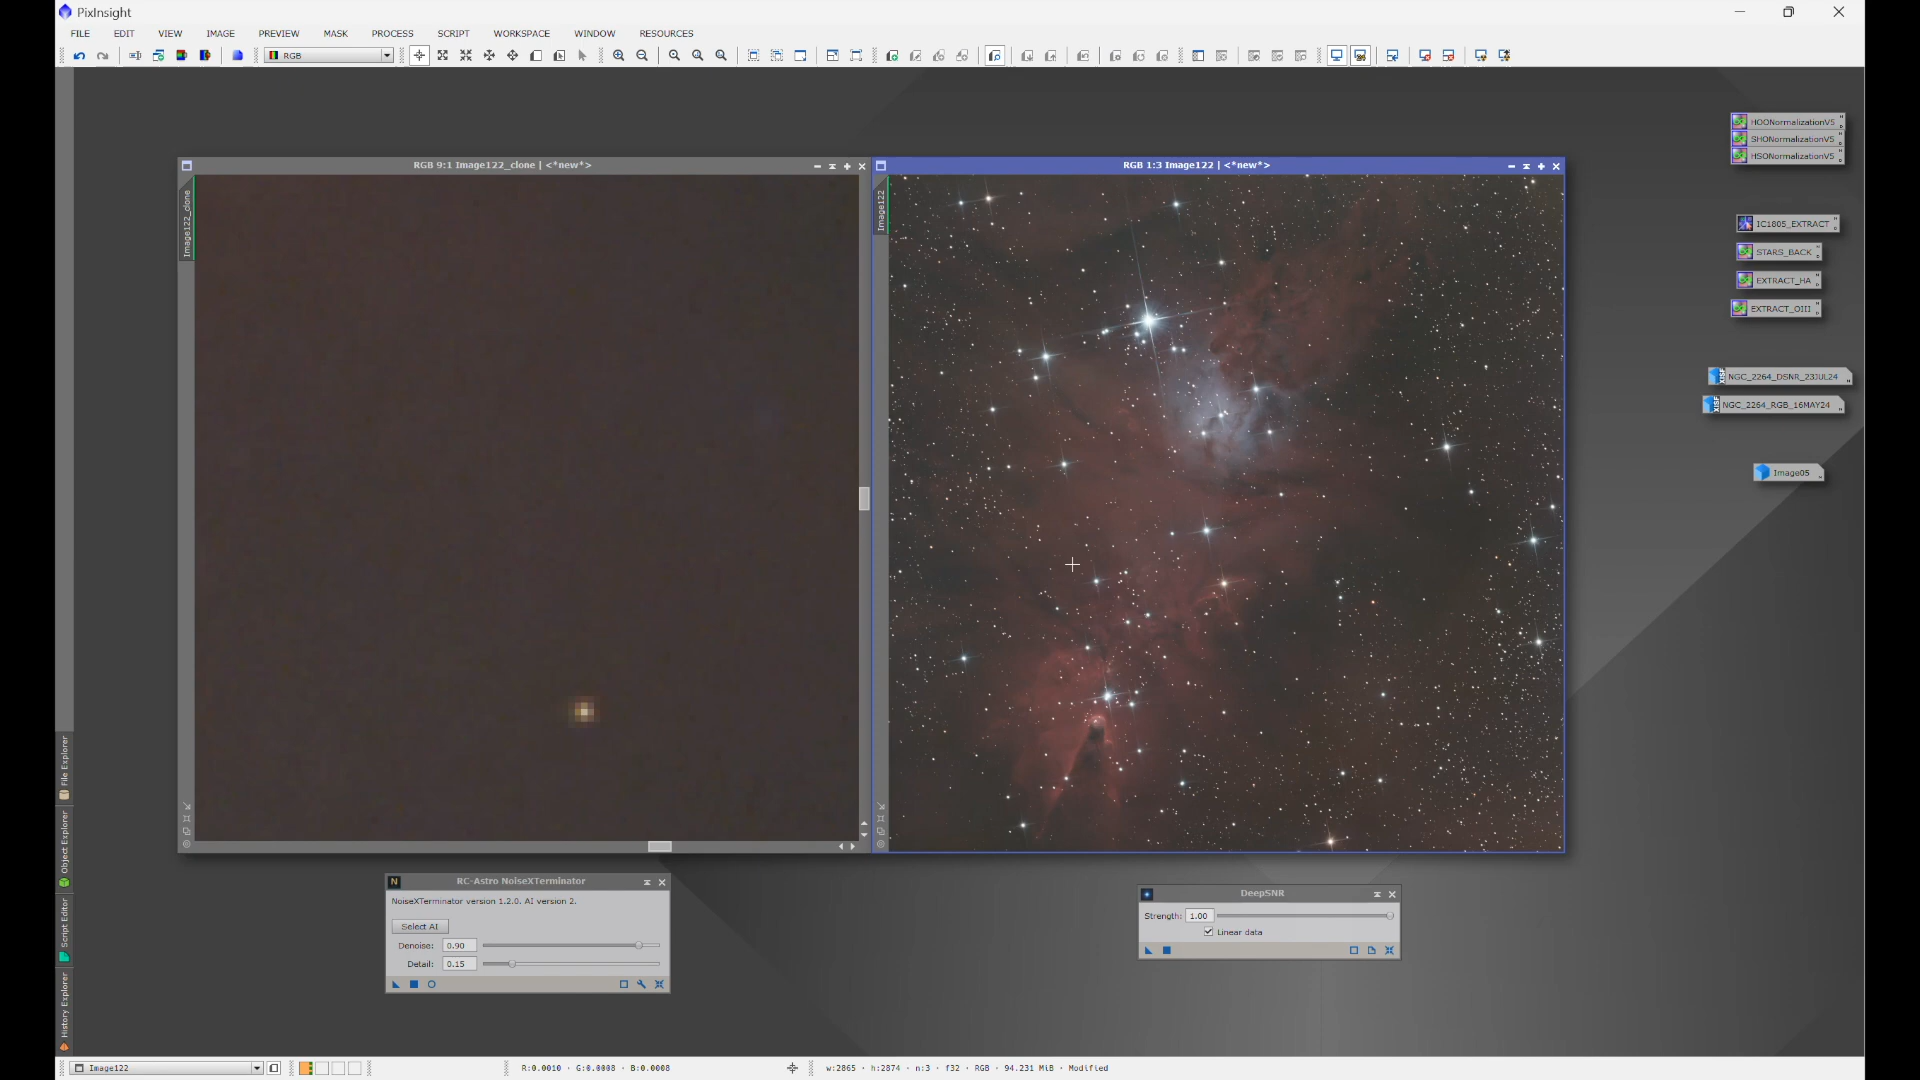 PixInsight
FILE EDIT VIEW IMAGE PREVIEW MASK PROCESS SCRIPT WORKSPACE WINDOW RESOURCES
RGB
HOONormalizationV5
SHONormalizationV5
HSONormalizationV5
RGB 9:1 Image122_clone | <*new*>
RGB 1:3 Image122 | <*new*>
Image122_clone
Image122
IC1805_EXTRACT
STARS_BACK
EXTRACT_HA
EXTRACT_OIII
NGC_2264_DSNR_23JUL24
NGC_2264_RGB_16MAY24
Image05
File Explorer
Object Explorer
Script Editor
History Explorer
RC-Astro NoiseXTerminator
NoiseXTerminator version 1.2.0. AI version 2.
Select AI
Denoise: 0.90
Detail: 0.15
DeepSNR
Strength: 1.00
Linear data
Image122
R:0.0010 · G:0.0008 · B:0.0008
w:2865 · h:2874 · n:3 · f32 · RGB · 94.231 MiB · Modified